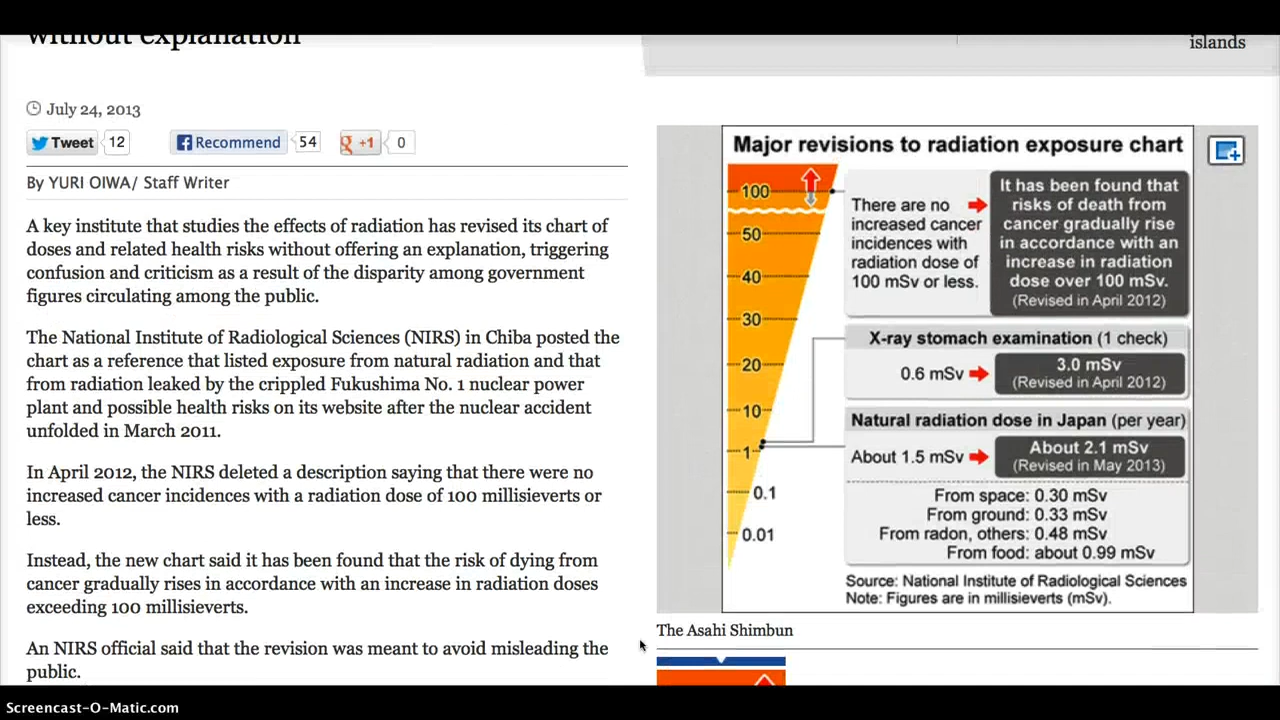 without explanation
islands
July 24, 2013
Tweet 12 Recommend 54 +1 0
By YURI OIWA/ Staff Writer
A key institute that studies the effects of radiation has revised its chart of
doses and related health risks without offering an explanation, triggering
confusion and criticism as a result of the disparity among government
figures circulating among the public.
The National Institute of Radiological Sciences (NIRS) in Chiba posted the
chart as a reference that listed exposure from natural radiation and that
from radiation leaked by the crippled Fukushima No. 1 nuclear power
plant and possible health risks on its website after the nuclear accident
unfolded in March 2011.
In April 2012, the NIRS deleted a description saying that there were no
increased cancer incidences with a radiation dose of 100 millisieverts or
less.
Instead, the new chart said it has been found that the risk of dying from
cancer gradually rises in accordance with an increase in radiation doses
exceeding 100 millisieverts.
An NIRS official said that the revision was meant to avoid misleading the
public.
Major revisions to radiation exposure chart
100
50
40
30
20
10
1
0.1
0.01
There are no
increased cancer
incidences with
radiation dose of
100 mSv or less.
It has been found that
risks of death from
cancer gradually rise
in accordance with an
increase in radiation
dose over 100 mSv.
(Revised in April 2012)
X-ray stomach examination (1 check)
0.6 mSv
3.0 mSv
(Revised in April 2012)
Natural radiation dose in Japan (per year)
About 1.5 mSv
About 2.1 mSv
(Revised in May 2013)
From space: 0.30 mSv
From ground: 0.33 mSv
From radon, others: 0.48 mSv
From food: about 0.99 mSv
Source: National Institute of Radiological Sciences
Note: Figures are in millisieverts (mSv).
The Asahi Shimbun
Screencast-O-Matic.com